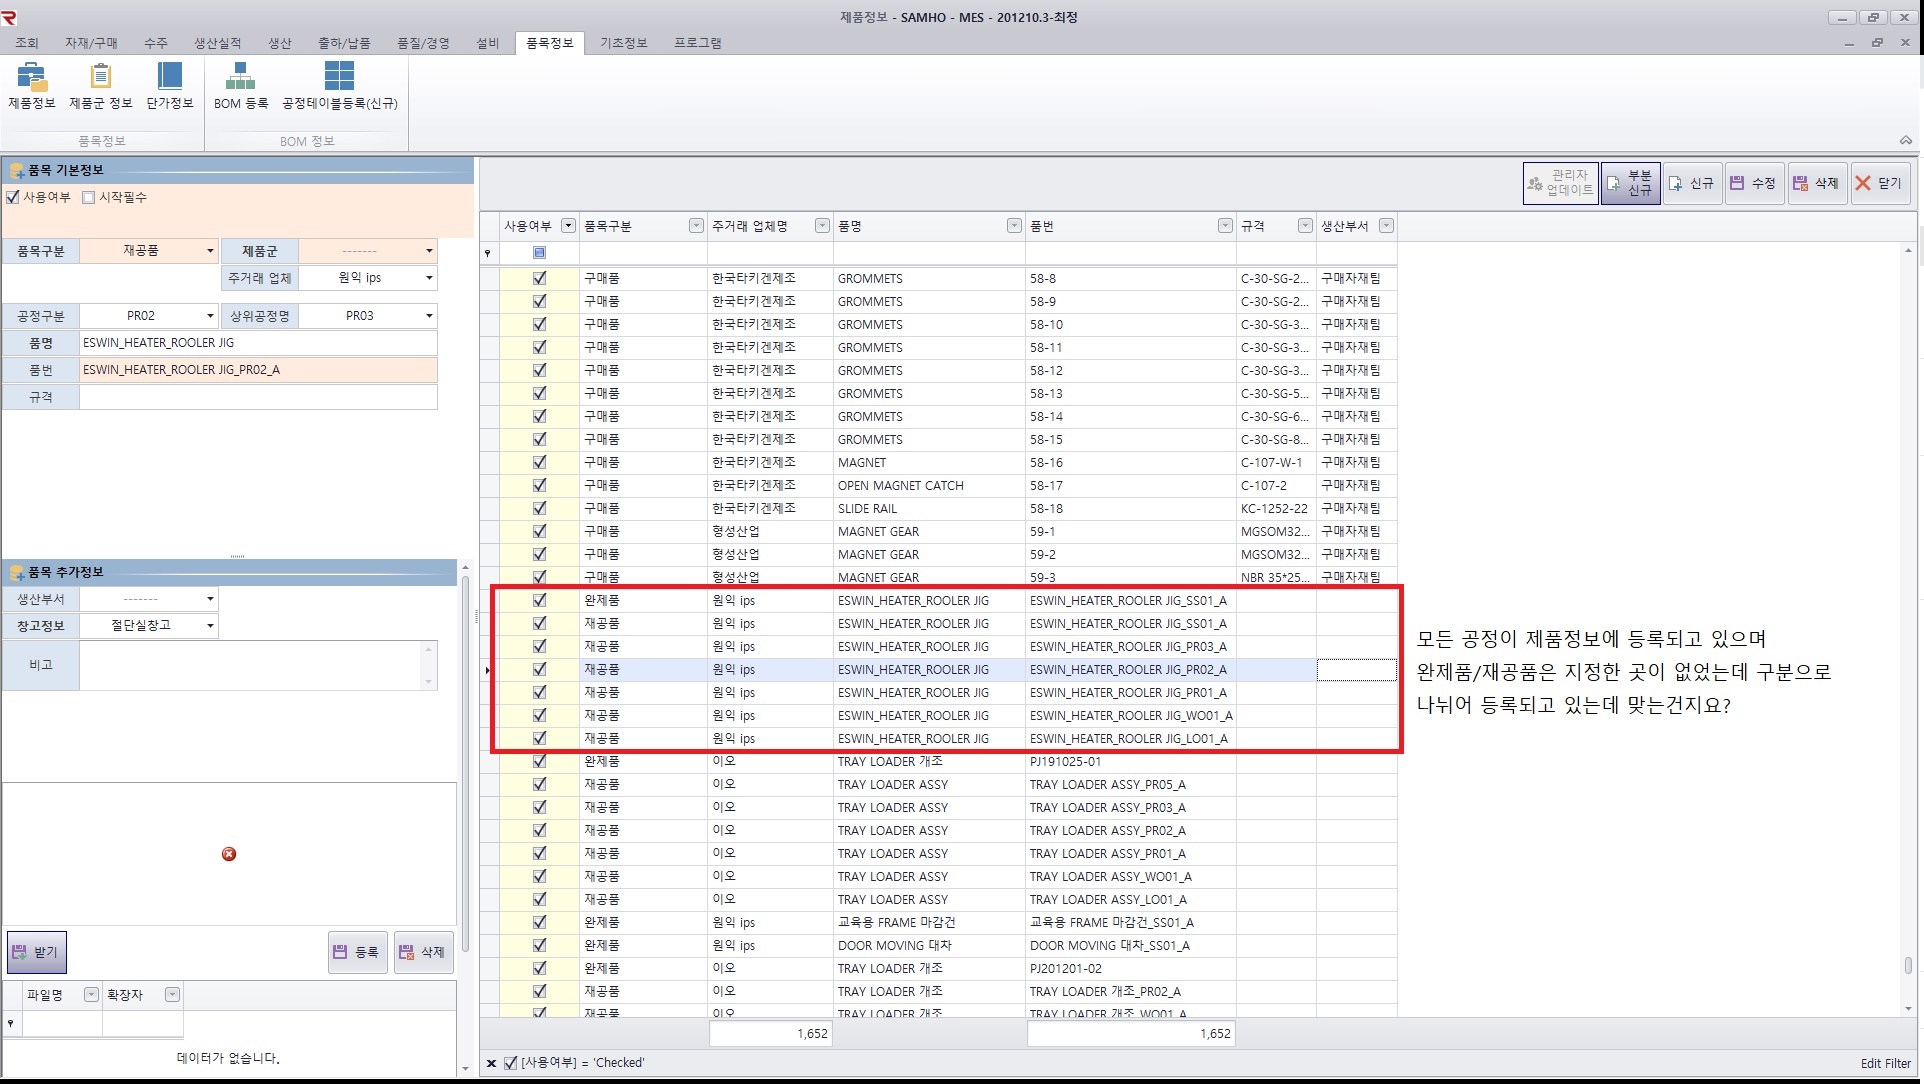 제품정보 - SAMHO - MES - 201210.3-최정
조회 자재/구매 수주 생산실적 생산 출하/납품 품질/경영 설비 품목정보 기초정보 프로그램
제품정보 제품군 정보 단가정보 BOM 등록 공정테이블등록(신규)
품목정보 BOM 정보
품목 기본정보
사용여부 시작필수
품목구분 재공품 제품군 -------
주거래 업체 원익 ips
공정구분 PR02 상위공정명 PR03
품명 ESWIN_HEATER_ROOLER JIG
품번 ESWIN_HEATER_ROOLER JIG_PR02_A
규격
품목 추가정보
생산부서 -------
창고정보 절단실창고
비고
받기 등록 삭제
파일명 확장자
데이터가 없습니다.
관리자 업데이트 부분 신규 신규 수정 삭제 닫기
사용여부 품목구분 주거래 업체명 품명 품번 규격 생산부서
구매품 한국타키겐제조 GROMMETS 58-8 C-30-SG-2... 구매자재팀
구매품 한국타키겐제조 GROMMETS 58-9 C-30-SG-2... 구매자재팀
구매품 한국타키겐제조 GROMMETS 58-10 C-30-SG-3... 구매자재팀
구매품 한국타키겐제조 GROMMETS 58-11 C-30-SG-3... 구매자재팀
구매품 한국타키겐제조 GROMMETS 58-12 C-30-SG-3... 구매자재팀
구매품 한국타키겐제조 GROMMETS 58-13 C-30-SG-5... 구매자재팀
구매품 한국타키겐제조 GROMMETS 58-14 C-30-SG-6... 구매자재팀
구매품 한국타키겐제조 GROMMETS 58-15 C-30-SG-8... 구매자재팀
구매품 한국타키겐제조 MAGNET 58-16 C-107-W-1 구매자재팀
구매품 한국타키겐제조 OPEN MAGNET CATCH 58-17 C-107-2 구매자재팀
구매품 한국타키겐제조 SLIDE RAIL 58-18 KC-1252-22 구매자재팀
구매품 형성산업 MAGNET GEAR 59-1 MGSOM32... 구매자재팀
구매품 형성산업 MAGNET GEAR 59-2 MGSOM32... 구매자재팀
구매품 형성산업 MAGNET GEAR 59-3 NBR 35*25... 구매자재팀
완제품 원익 ips ESWIN_HEATER_ROOLER JIG ESWIN_HEATER_ROOLER JIG_SS01_A
재공품 원익 ips ESWIN_HEATER_ROOLER JIG ESWIN_HEATER_ROOLER JIG_SS01_A
재공품 원익 ips ESWIN_HEATER_ROOLER JIG ESWIN_HEATER_ROOLER JIG_PR03_A
재공품 원익 ips ESWIN_HEATER_ROOLER JIG ESWIN_HEATER_ROOLER JIG_PR02_A
재공품 원익 ips ESWIN_HEATER_ROOLER JIG ESWIN_HEATER_ROOLER JIG_PR01_A
재공품 원익 ips ESWIN_HEATER_ROOLER JIG ESWIN_HEATER_ROOLER JIG_WO01_A
재공품 원익 ips ESWIN_HEATER_ROOLER JIG ESWIN_HEATER_ROOLER JIG_LO01_A
완제품 이오 TRAY LOADER 개조 PJ191025-01
재공품 이오 TRAY LOADER ASSY TRAY LOADER ASSY_PR05_A
재공품 이오 TRAY LOADER ASSY TRAY LOADER ASSY_PR03_A
재공품 이오 TRAY LOADER ASSY TRAY LOADER ASSY_PR02_A
재공품 이오 TRAY LOADER ASSY TRAY LOADER ASSY_PR01_A
재공품 이오 TRAY LOADER ASSY TRAY LOADER ASSY_WO01_A
재공품 이오 TRAY LOADER ASSY TRAY LOADER ASSY_LO01_A
완제품 원익 ips 교육용 FRAME 마감건 교육용 FRAME 마감건_SS01_A
완제품 원익 ips DOOR MOVING 대차 DOOR MOVING 대차_SS01_A
완제품 이오 TRAY LOADER 개조 PJ201201-02
재공품 이오 TRAY LOADER 개조 TRAY LOADER 개조_PR02_A
재공품 이오 TRAY LOADER 개조 TRAY LOADER 개조_WO01_A
1,652 1,652
[사용여부] = 'Checked' Edit Filter
모든 공정이 제품정보에 등록되고 있으며
완제품/재공품은 지정한 곳이 없었는데 구분으로
나뉘어 등록되고 있는데 맞는건지요?